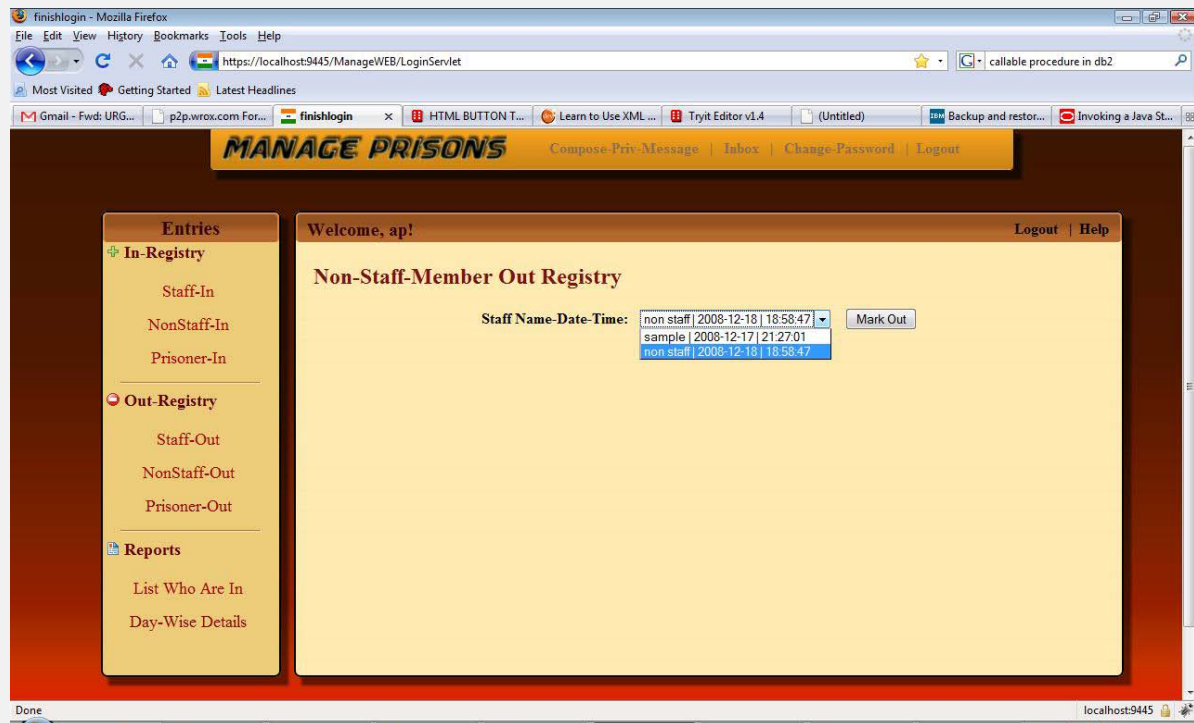 finishlogin - Mozilla Firefox
File Edit View History Bookmarks Tools Help
https://localhost:9445/ManageWEB/LoginServlet
G callable procedure in db2
Most Visited Getting Started Latest Headlines
Gmail - Fwd: URG... p2p.wrox.com For... finishlogin HTML BUTTON T... Learn to Use XML ... Tryit Editor v1.4 (Untitled) IBM Backup and restor... Invoking a Java St...
MANAGE PRISONS Compose-Priv-Message | Inbox | Change-Password | Logout
Entries
In-Registry
Staff-In
NonStaff-In
Prisoner-In
Out-Registry
Staff-Out
NonStaff-Out
Prisoner-Out
Reports
List Who Are In
Day-Wise Details
Welcome, ap! Logout | Help
Non-Staff-Member Out Registry
Staff Name-Date-Time: non staff | 2008-12-18 | 18:58:47 Mark Out
sample | 2008-12-17 | 21:27:01
non staff | 2008-12-18 | 18:58:47
Done localhost:9445